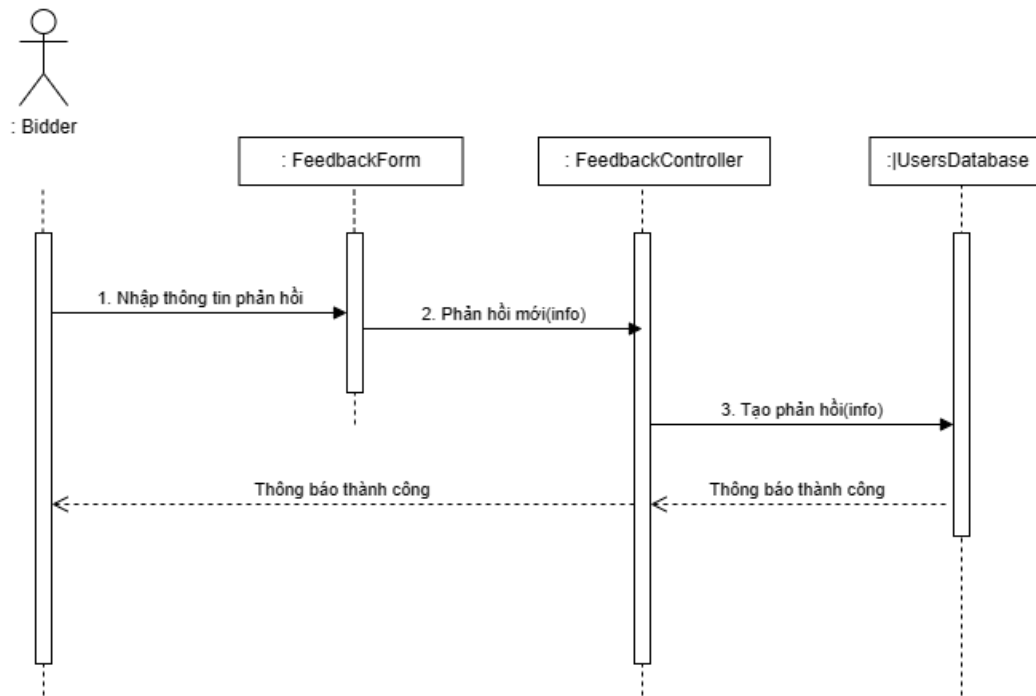 : Bidder
: FeedbackForm
: FeedbackController
:|UsersDatabase
1. Nhập thông tin phản hồi
2. Phản hồi mới(info)
3. Tạo phản hồi(info)
Thông báo thành công
Thông báo thành công